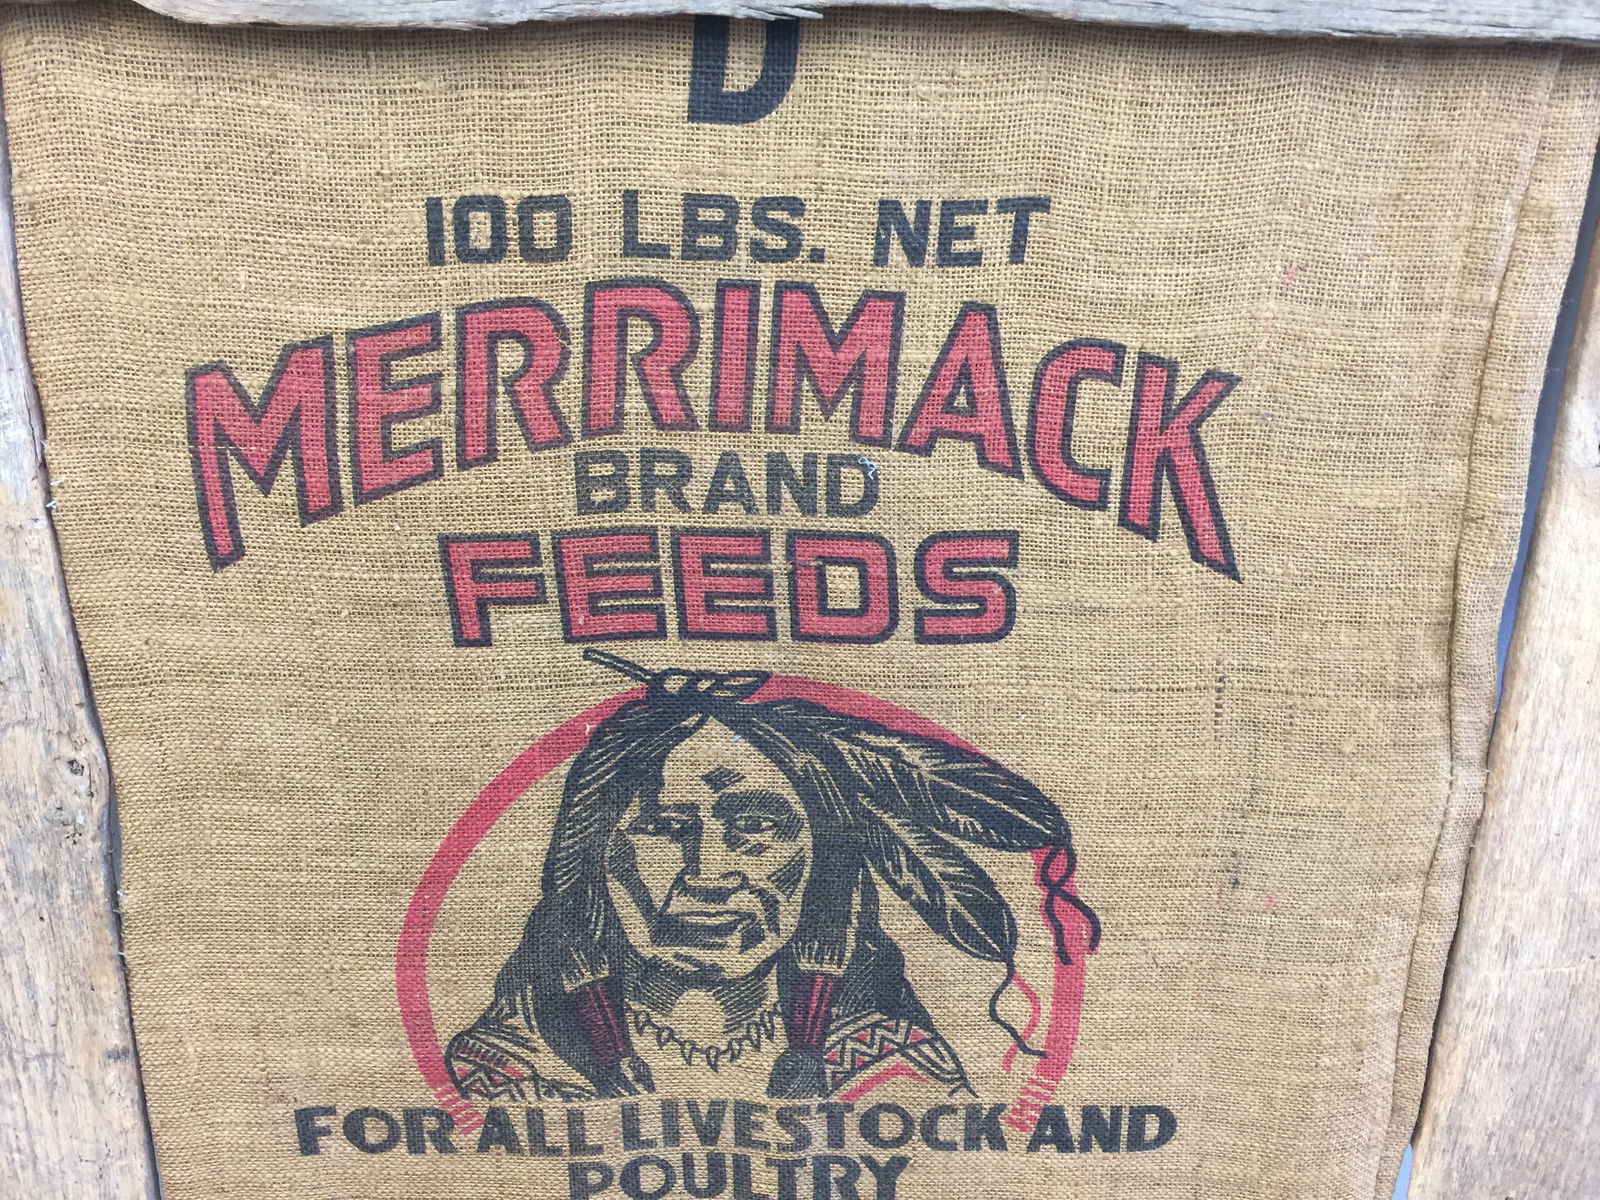 D
100 LBS. NET
MERRIMACK
BRAND
FEEDS
FOR ALL LIVESTOCK AND
POULTRY